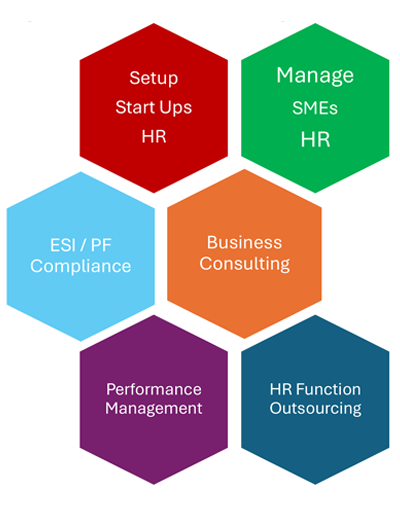 Setup
Start Ups
HR
Manage
SMEs
HR
ESI / PF
Compliance
Business
Consulting
Performance
Management
HR Function
Outsourcing